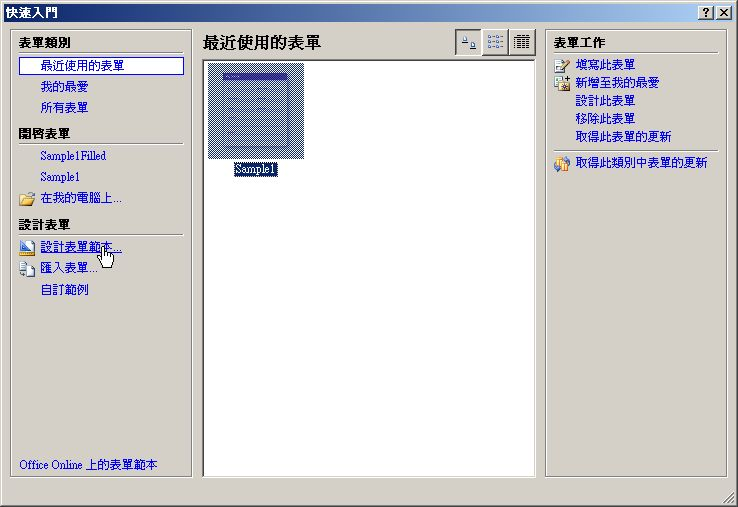 快速入門
表單類別
最近使用的表單
我的最愛
所有表單
開啓表單
Sample1Filled
Sample1
在我的電腦上...
設計表單
設計表單範本...
匯入表單...
自訂範例
Office Online 上的表單範本
最近使用的表單
Sample1
表單工作
填寫此表單
新增至我的最愛
設計此表單
移除此表單
取得此表單的更新
取得此類別中表單的更新